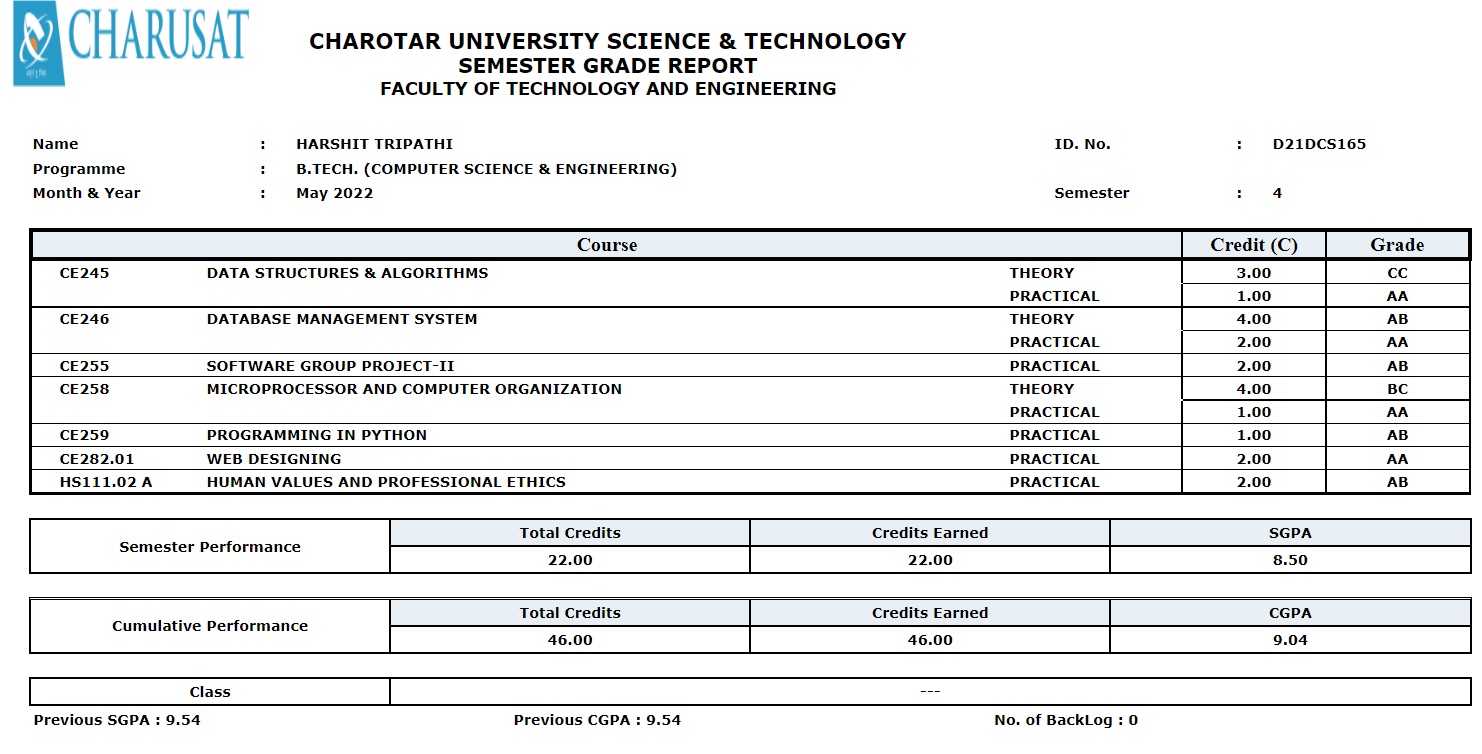 CHARUSAT
CHAROTAR UNIVERSITY SCIENCE & TECHNOLOGY
SEMESTER GRADE REPORT
FACULTY OF TECHNOLOGY AND ENGINEERING
Name : HARSHIT TRIPATHI ID. No. : D21DCS165
Programme : B.TECH. (COMPUTER SCIENCE & ENGINEERING)
Month & Year : May 2022 Semester : 4
Course Credit (C) Grade
CE245 DATA STRUCTURES & ALGORITHMS THEORY 3.00 CC
PRACTICAL 1.00 AA
CE246 DATABASE MANAGEMENT SYSTEM THEORY 4.00 AB
PRACTICAL 2.00 AA
CE255 SOFTWARE GROUP PROJECT-II PRACTICAL 2.00 AB
CE258 MICROPROCESSOR AND COMPUTER ORGANIZATION THEORY 4.00 BC
PRACTICAL 1.00 AA
CE259 PROGRAMMING IN PYTHON PRACTICAL 1.00 AB
CE282.01 WEB DESIGNING PRACTICAL 2.00 AA
HS111.02 A HUMAN VALUES AND PROFESSIONAL ETHICS PRACTICAL 2.00 AB
Total Credits Credits Earned SGPA
Semester Performance
22.00 22.00 8.50
Total Credits Credits Earned CGPA
Cumulative Performance
46.00 46.00 9.04
Class ---
Previous SGPA : 9.54 Previous CGPA : 9.54 No. of BackLog : 0